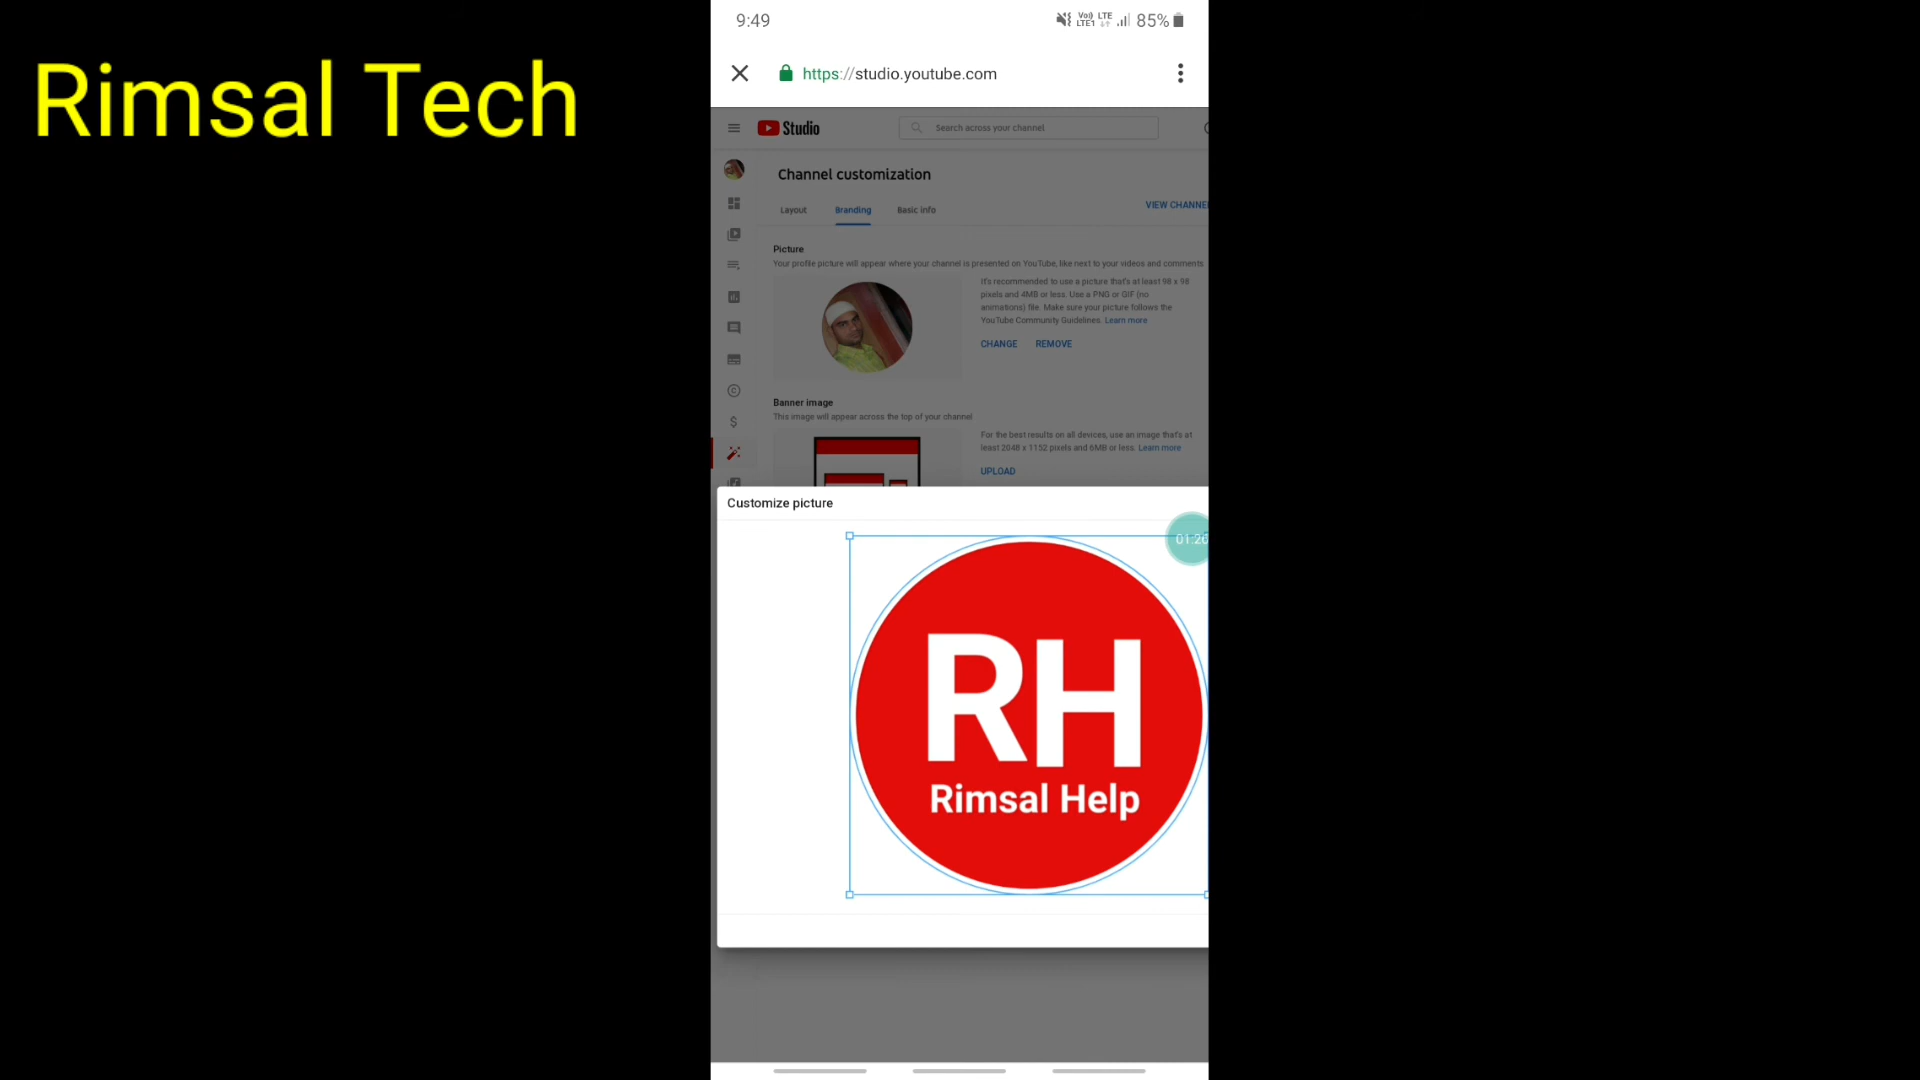 Rimsal Tech
9:49
Vo)) LTE
LTE1
85%
https://studio.youtube.com
Studio
Search across your channel
Channel customization
Layout
Branding
Basic info
VIEW CHANNE
Picture
Your profile picture will appear where your channel is presented on YouTube, like next to your videos and comments
It's recommended to use a picture that's at least 98 x 98
pixels and 4MB or less. Use a PNG or GIF (no
animations) file. Make sure your picture follows the
YouTube Community Guidelines. Learn more
CHANGE
REMOVE
Banner image
This image will appear across the top of your channel
For the best results on all devices, use an image that's at
least 2048 x 1152 pixels and 6MB or less. Learn more
UPLOAD
Customize picture
01:20
RH
Rimsal Help